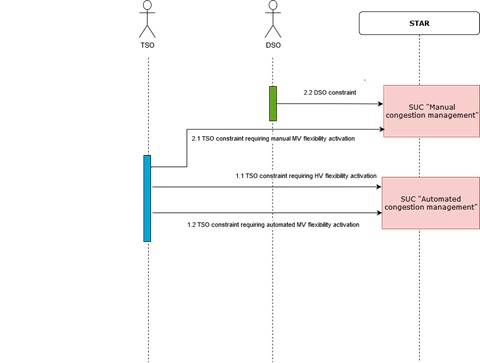 TSO
DSO
STAR
2.2 DSO constraint
SUC "Manual
congestion management"
2.1 TSO constraint requiring manual MV flexibility activation
1.1 TSO constraint requiring HV flexibility activation
SUC "Automated
congestion management"
1.2 TSO constraint requiring automated MV flexibility activation